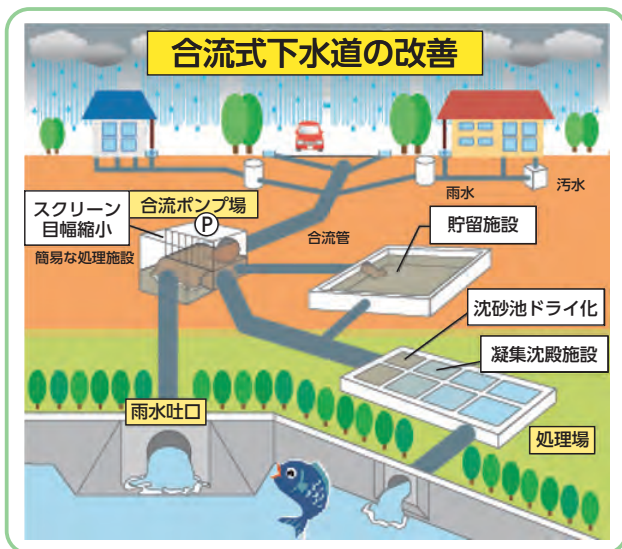 合流式下水道の改善
スクリーン
目幅縮小
簡易な処理施設
合流ポンプ場
P
合流管
雨水
汚水
貯留施設
沈砂池ドライ化
凝集沈殿施設
雨水吐口
処理場